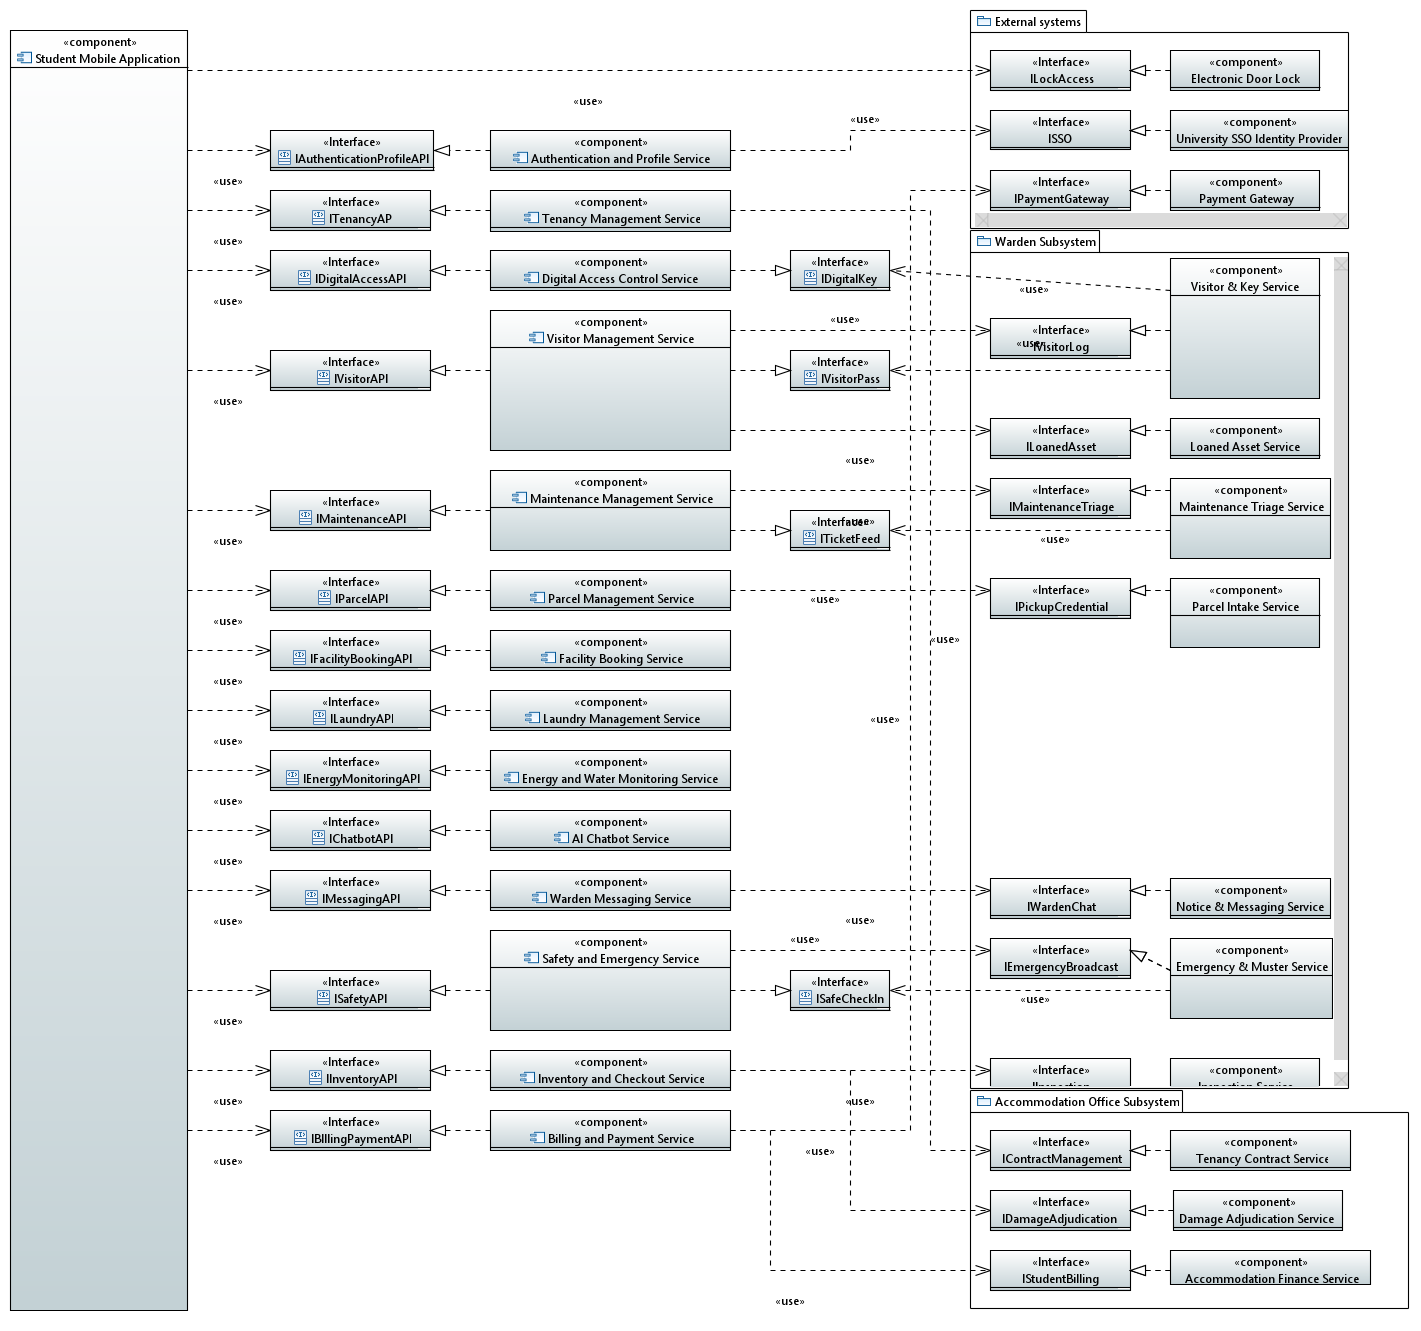 «component»
Student Mobile Application
External systems
«Interface»
ILockAccess
«component»
Electronic Door Lock
«use»
«use»
«Interface»
ISSO
«component»
University SSO Identity Provider
«Interface»
IAuthenticationProfileAPI
«component»
Authentication and Profile Service
«use»
«Interface»
IPaymentGateway
«component»
Payment Gateway
«Interface»
ITenancyAP
«component»
Tenancy Management Service
«use»
Warden Subsystem
«Interface»
IDigitalAccessAPI
«component»
Digital Access Control Service
«Interface»
IDigitalKey
«component»
Visitor & Key Service
«use»
«use»
«use»
«component»
Visitor Management Service
«Interface»
IVisitorLog
«use»
«Interface»
IVisitorAPI
«Interface»
IVisitorPass
«use»
«Interface»
ILoanedAsset
«component»
Loaned Asset Service
«use»
«component»
Maintenance Management Service
«Interface»
IMaintenanceTriage
«component»
Maintenance Triage Service
«Interface»
IMaintenanceAPI
«Interface»
ITicketFeed
«use»
«use»
«use»
«Interface»
IParcelAPI
«component»
Parcel Management Service
«use»
«Interface»
IPickupCredential
«component»
Parcel Intake Service
«use»
«Interface»
IFacilityBookingAPI
«component»
Facility Booking Service
«use»
«use»
«Interface»
ILaundryAPI
«component»
Laundry Management Service
«use»
«use»
«Interface»
IEnergyMonitoringAPI
«component»
Energy and Water Monitoring Service
«use»
«Interface»
IChatbotAPI
«component»
AI Chatbot Service
«use»
«Interface»
IMessagingAPI
«component»
Warden Messaging Service
«Interface»
IWardenChat
«component»
Notice & Messaging Service
«use»
«use»
«component»
Safety and Emergency Service
«use»
«Interface»
IEmergencyBroadcast
«component»
Emergency & Muster Service
«Interface»
ISafetyAPI
«Interface»
ISafeCheckIn
«use»
«use»
«Interface»
IInventoryAPI
«component»
Inventory and Checkout Service
«Interface»
IInspection
«component»
Inspection Service
«use»
«use»
Accommodation Office Subsystem
«Interface»
IBIllingPaymentAPI
«component»
Billing and Payment Service
«use»
«use»
«Interface»
IContractManagement
«component»
Tenancy Contract Service
«Interface»
IDamageAdjudication
«component»
Damage Adjudication Service
«Interface»
IStudentBilling
«component»
Accommodation Finance Service
«use»